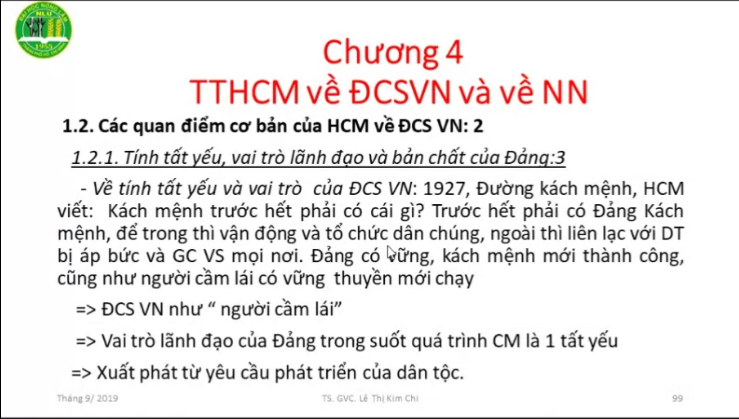 ĐẠI HỌC NÔNG LÂM
NLU
1955
Chương 4
TTHCM về ĐCSVN và về NN
1.2. Các quan điểm cơ bản của HCM về ĐCS VN: 2
1.2.1. Tính tất yếu, vai trò lãnh đạo và bản chất của Đảng:3
- Về tính tất yếu và vai trò của ĐCS VN: 1927, Đường kách mệnh, HCM
viết: Kách mệnh trước hết phải có cái gì? Trước hết phải có Đảng Kách
mệnh, để trong thì vận động và tổ chức dân chúng, ngoài thì liên lạc với DT
bị áp bức và GC VS mọi nơi. Đảng có vững, kách mệnh mới thành công,
cũng như người cầm lái có vững thuyền mới chạy
=> ĐCS VN như “ người cầm lái”
=> Vai trò lãnh đạo của Đảng trong suốt quá trình CM là 1 tất yếu
=> Xuất phát từ yêu cầu phát triển của dân tộc.
Tháng 9/ 2019
TS. GVC. Lê Thị Kim Chi
99